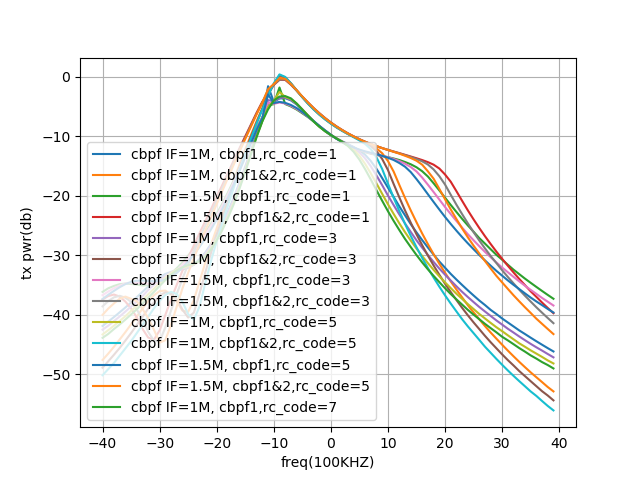 0
−10
−20
−30
−40
−50
tx pwr(db)
cbpf IF=1M, cbpf1,rc_code=1
cbpf IF=1M, cbpf1&2,rc_code=1
cbpf IF=1.5M, cbpf1,rc_code=1
cbpf IF=1.5M, cbpf1&2,rc_code=1
cbpf IF=1M, cbpf1,rc_code=3
cbpf IF=1M, cbpf1&2,rc_code=3
cbpf IF=1.5M, cbpf1,rc_code=3
cbpf IF=1.5M, cbpf1&2,rc_code=3
cbpf IF=1M, cbpf1,rc_code=5
cbpf IF=1M, cbpf1&2,rc_code=5
cbpf IF=1.5M, cbpf1,rc_code=5
cbpf IF=1.5M, cbpf1&2,rc_code=5
cbpf IF=1M, cbpf1,rc_code=7
−40 −30 −20 −10 0 10 20 30 40
freq(100KHZ)